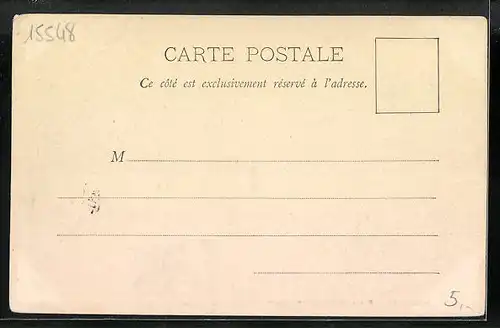 15548
CARTE POSTALE
Ce côté est exclusivement réservé à l'adresse.
M
5,-